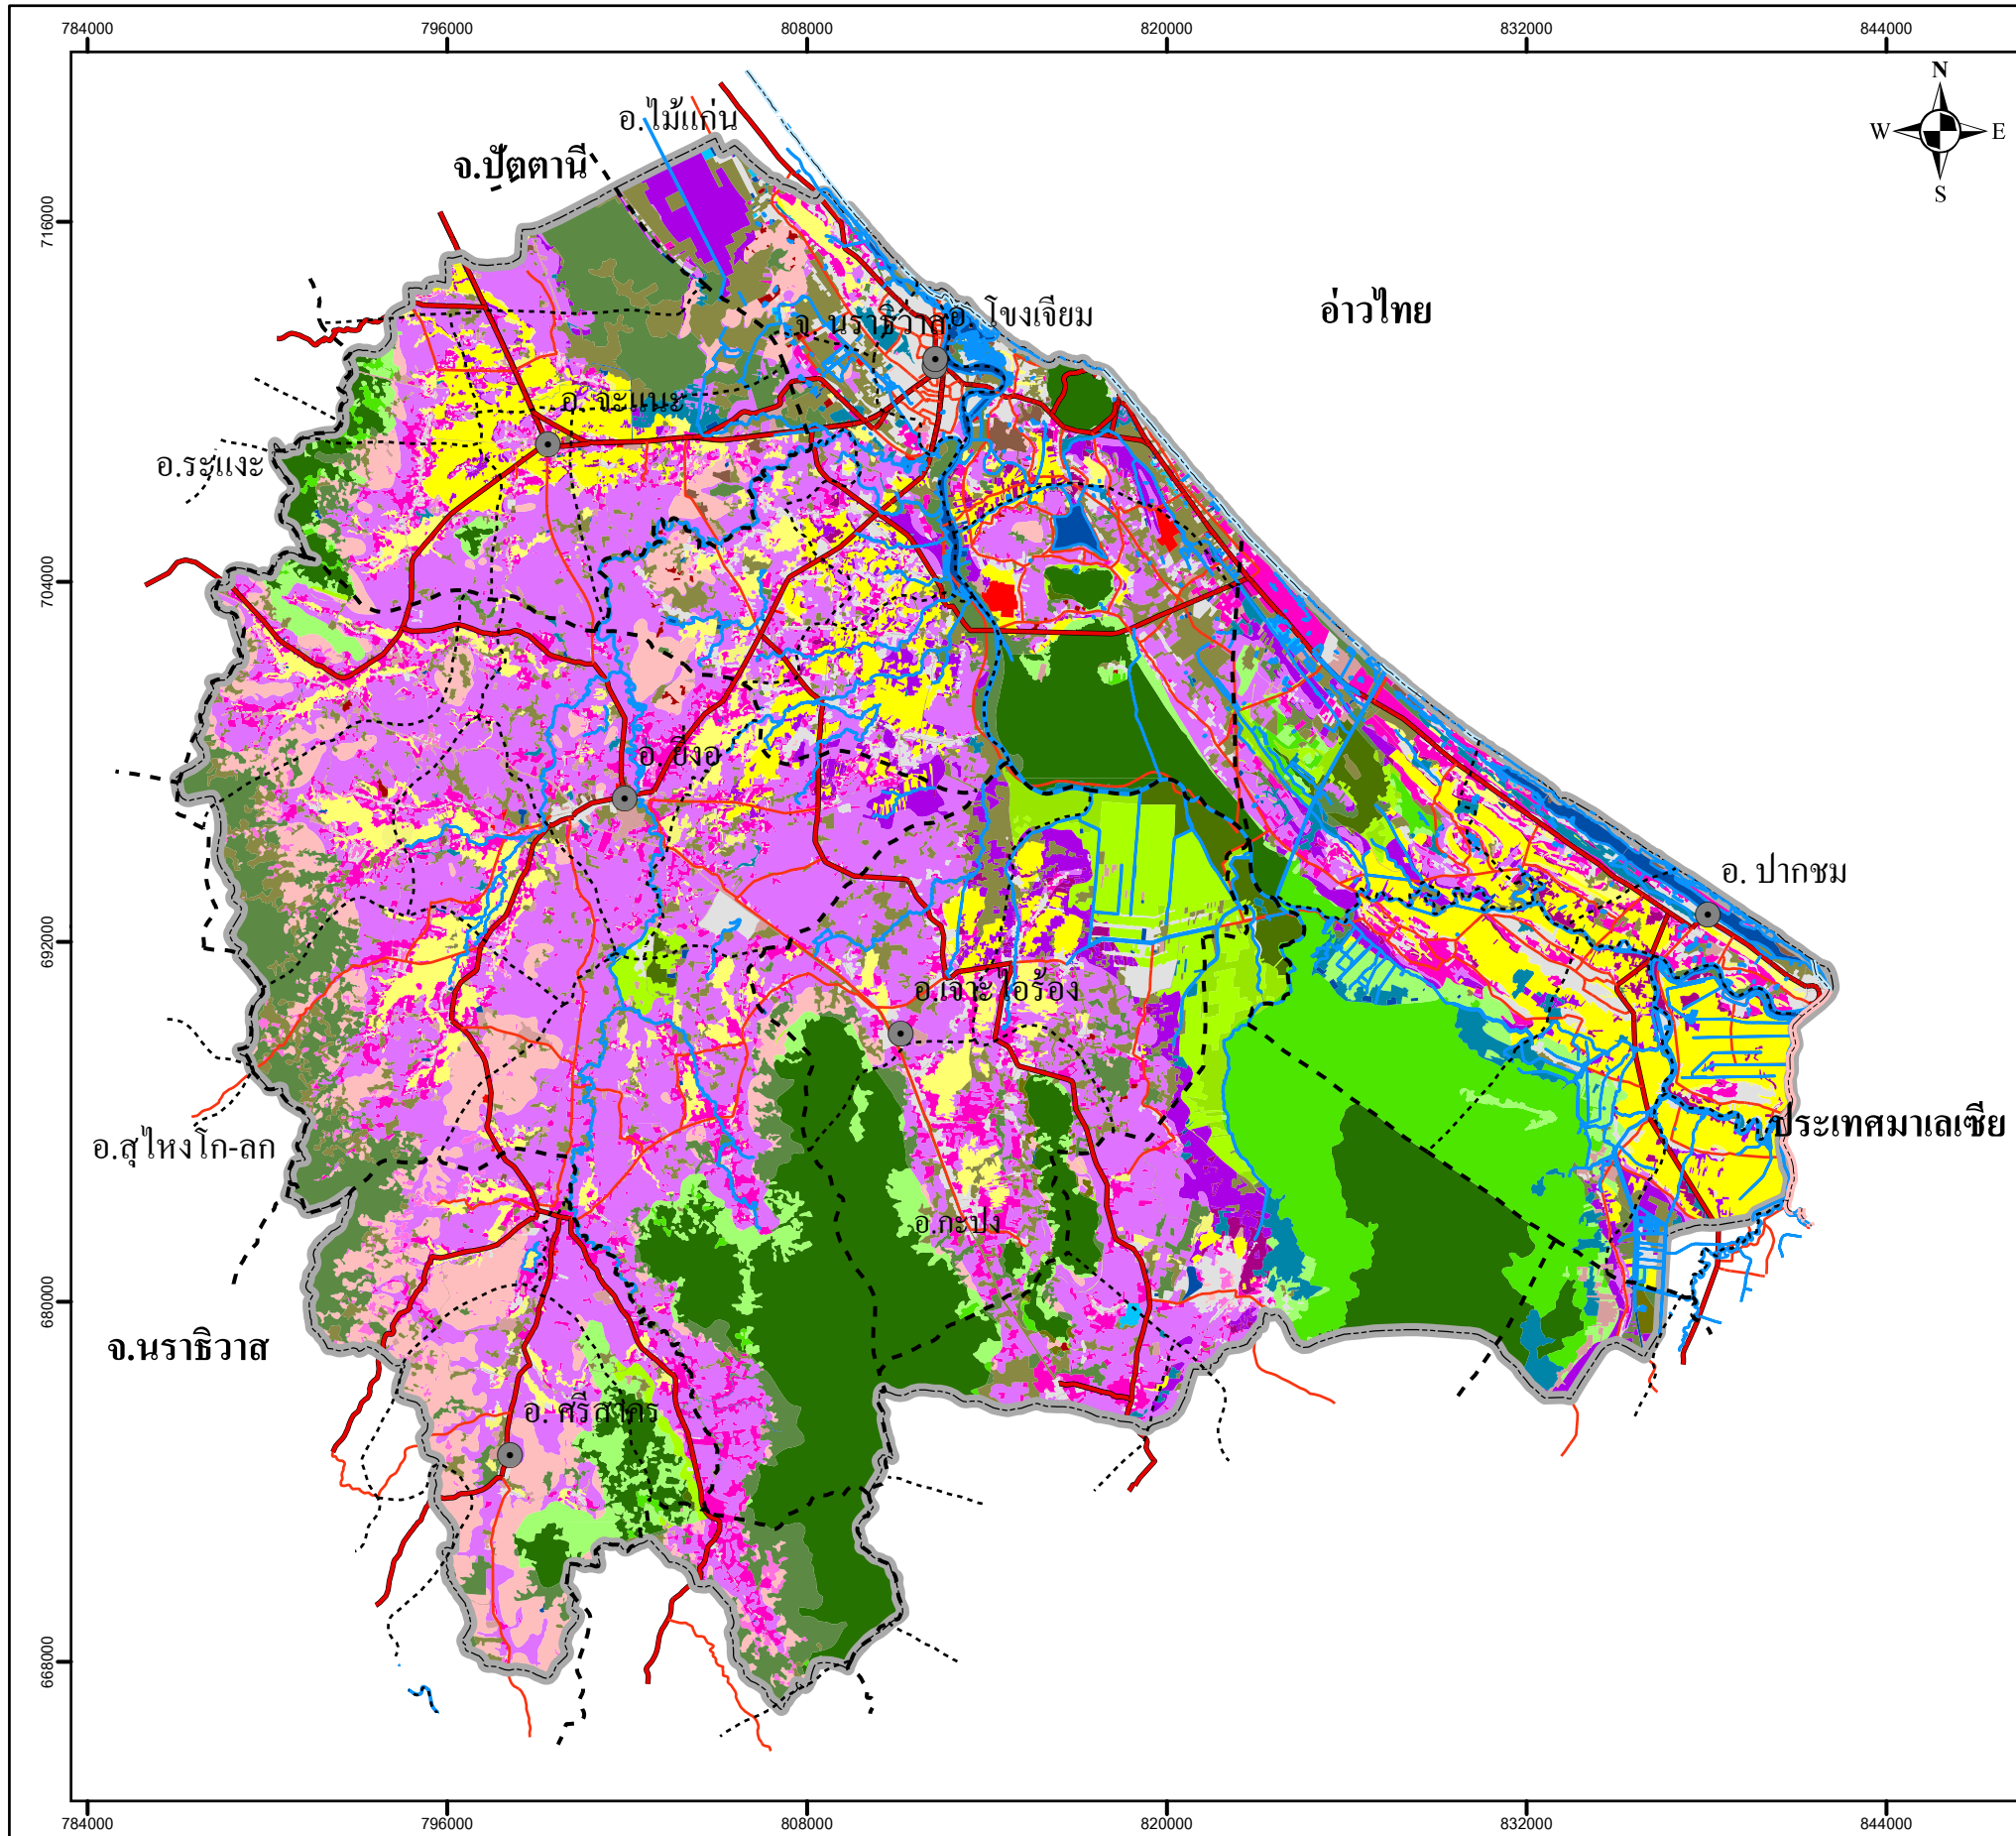 784000 796000 808000 820000 832000 844000
N
W E
S
อ.ไม้แก่น
จ.ปัตตานี
716000
อ่าวไทย
จ. นราธิวาส
อ. โขงเจียม
อ. จะแนะ
อ.ระแงะ
704000
อ. ยี่งอ
อ. ปากชม
692000
อ.เจาะไอร้อง
ประเทศมาเลเซีย
อ.สุไหงโก-ลก
อ.กะปง
680000
จ.นราธิวาส
อ. ศรีสาคร
668000
784000 796000 808000 820000 832000 844000